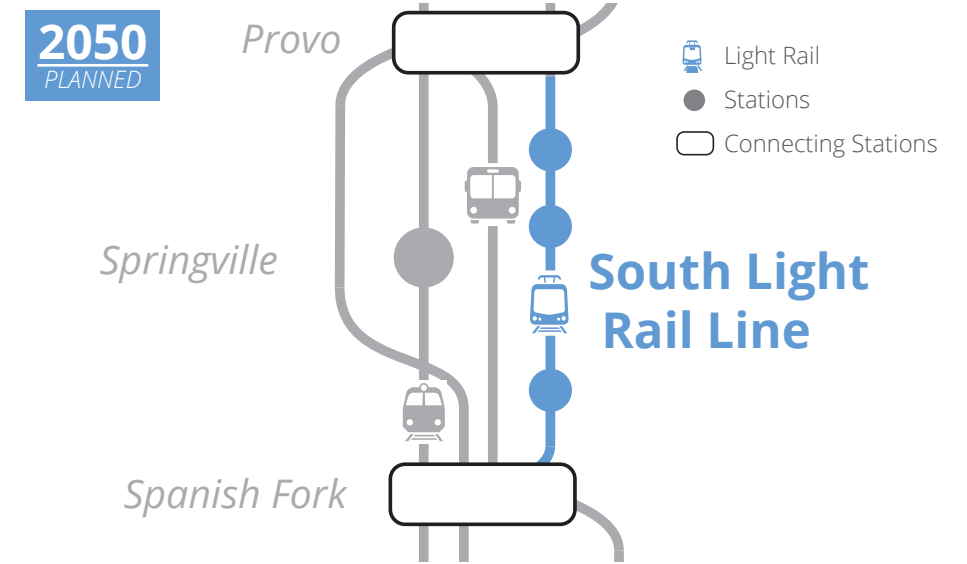 2050
PLANNED
Provo
Light Rail
Stations
Connecting Stations
Springville
South Light
Rail Line
Spanish Fork